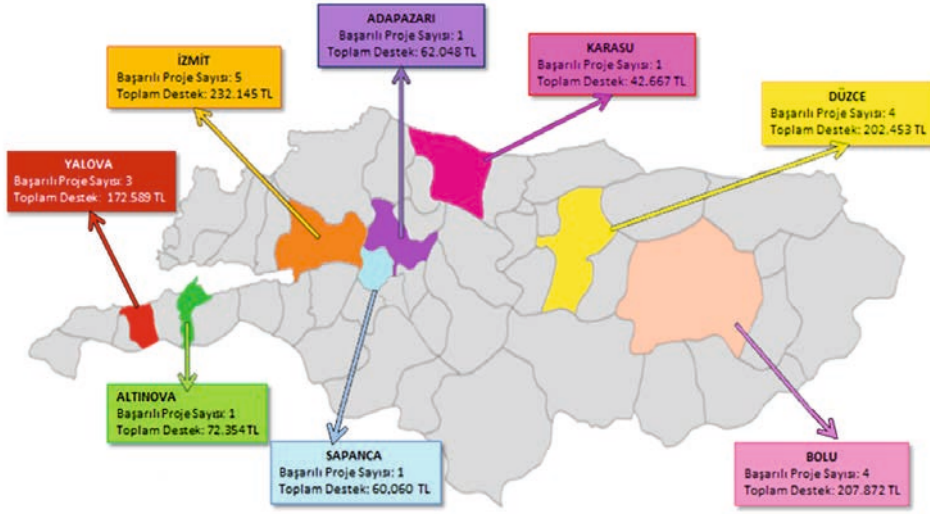 ADAPAZARI
Başarılı Proje Sayısı: 1
Toplam Destek: 62.048 TL
İZMİT
Başarılı Proje Sayısı: 5
Toplam Destek: 232.145 TL
KARASU
Başarılı Proje Sayısı: 1
Toplam Destek: 42.667 TL
DÜZCE
Başarılı Proje Sayısı: 4
Toplam Destek: 202.453 TL
YALOVA
Başarılı Proje Sayısı: 3
Toplam Destek: 172.589 TL
ALTINOVA
Başarılı Proje Sayısı: 1
Toplam Destek: 72.354 TL
SAPANCA
Başarılı Proje Sayısı: 1
Toplam Destek: 60,060 TL
BOLU
Başarılı Proje Sayısı: 4
Toplam Destek: 207.872 TL